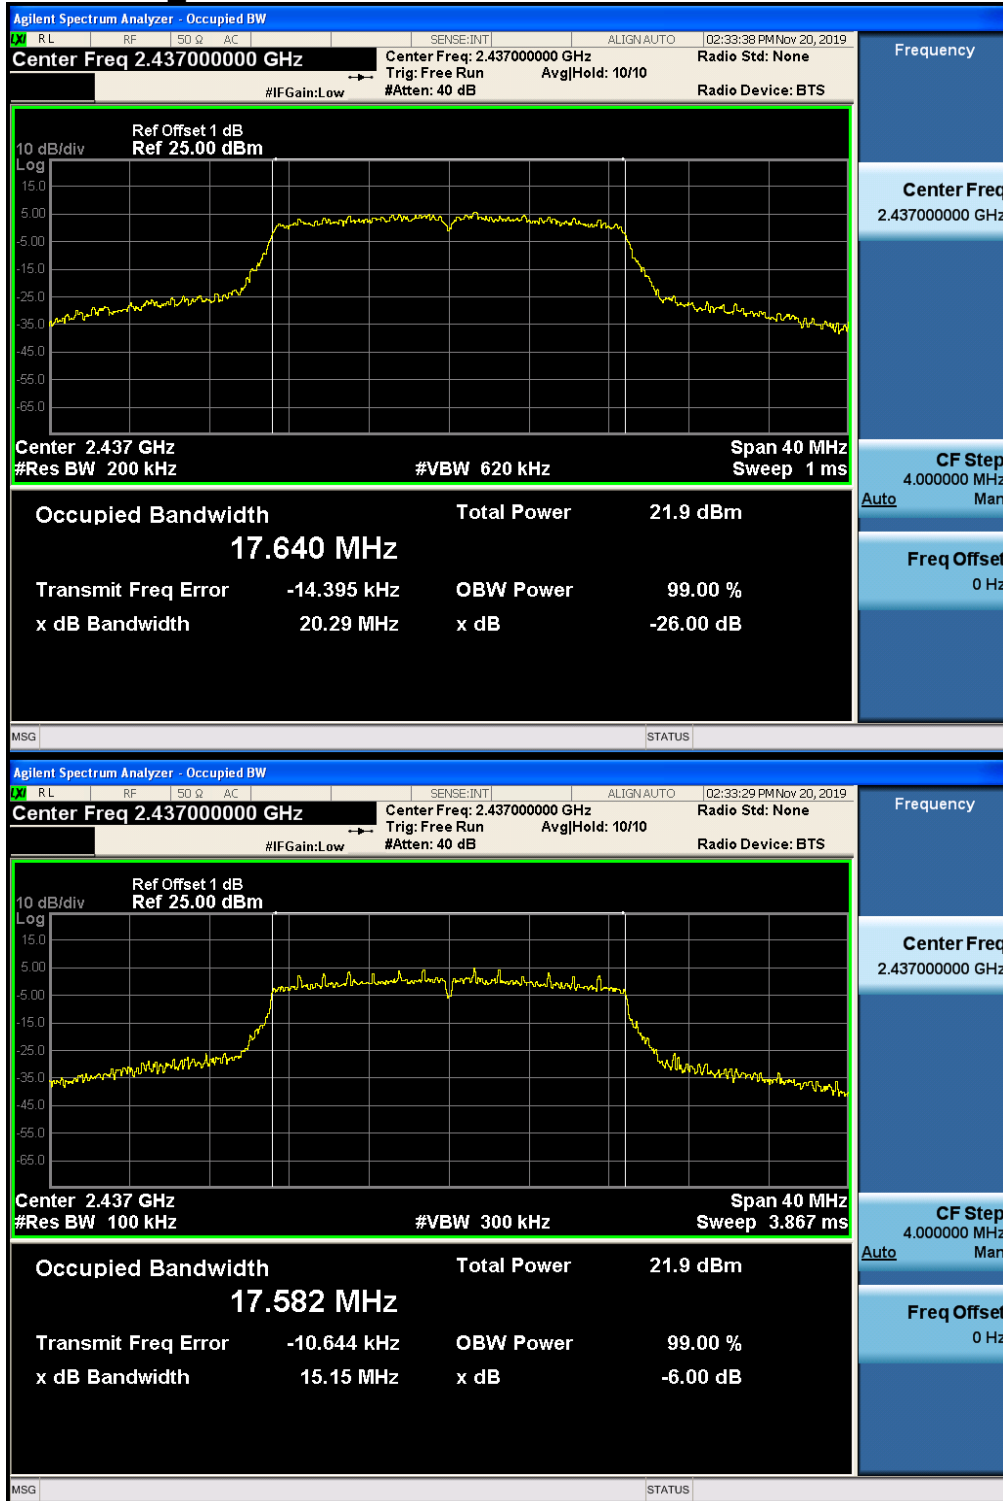 Agilent Spectrum Analyzer - Occupied BW
LXI RL RF 50 Ω AC SENSE:INT ALIGN AUTO 02:33:38 PM Nov 20, 2019
Center Freq 2.437000000 GHz Center Freq: 2.437000000 GHz Radio Std: None
Trig: Free Run Avg|Hold: 10/10
#IFGain:Low #Atten: 40 dB Radio Device: BTS
Ref Offset 1 dB
10 dB/div Ref 25.00 dBm
Log
15.0
5.00
-5.00
-15.0
-25.0
-35.0
-45.0
-55.0
-65.0
Center 2.437 GHz Span 40 MHz
#Res BW 200 kHz #VBW 620 kHz Sweep 1 ms
Occupied Bandwidth Total Power 21.9 dBm
17.640 MHz
Transmit Freq Error -14.395 kHz OBW Power 99.00 %
x dB Bandwidth 20.29 MHz x dB -26.00 dB
MSG STATUS
Frequency
Center Freq
2.437000000 GHz
CF Step
4.000000 MHz
Auto Man
Freq Offset
0 Hz
Agilent Spectrum Analyzer - Occupied BW
LXI RL RF 50 Ω AC SENSE:INT ALIGN AUTO 02:33:29 PM Nov 20, 2019
Center Freq 2.437000000 GHz Center Freq: 2.437000000 GHz Radio Std: None
Trig: Free Run Avg|Hold: 10/10
#IFGain:Low #Atten: 40 dB Radio Device: BTS
Ref Offset 1 dB
10 dB/div Ref 25.00 dBm
Log
15.0
5.00
-5.00
-15.0
-25.0
-35.0
-45.0
-55.0
-65.0
Center 2.437 GHz Span 40 MHz
#Res BW 100 kHz #VBW 300 kHz Sweep 3.867 ms
Occupied Bandwidth Total Power 21.9 dBm
17.582 MHz
Transmit Freq Error -10.644 kHz OBW Power 99.00 %
x dB Bandwidth 15.15 MHz x dB -6.00 dB
MSG STATUS
Frequency
Center Freq
2.437000000 GHz
CF Step
4.000000 MHz
Auto Man
Freq Offset
0 Hz